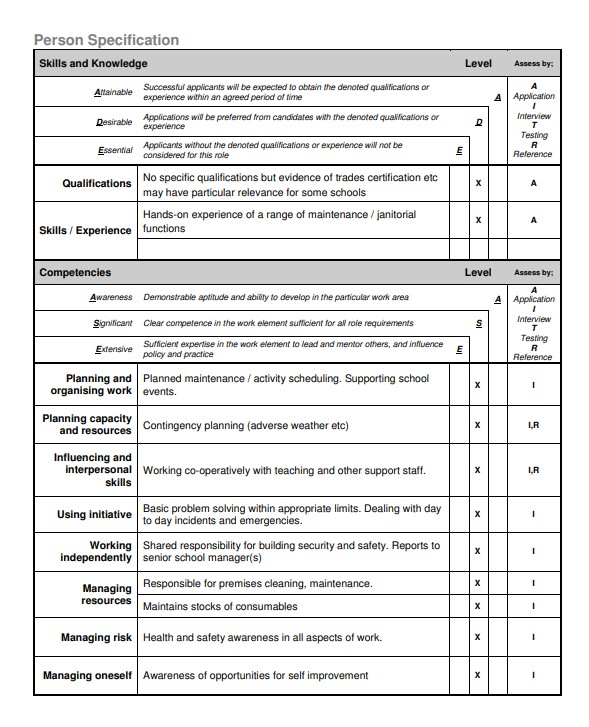 Person Specification
Skills and Knowledge Level Assess by;
Attainable Successful applicants will be expected to obtain the denoted qualifications or
experience within an agreed period of time A
Desirable Applications will be preferred from candidates with the denoted qualifications or
experience D
Essential Applicants without the denoted qualifications or experience will not be
considered for this role E
A
Application
I
Interview
T
Testing
R
Reference
Qualifications No specific qualifications but evidence of trades certification etc
may have particular relevance for some schools X A
Skills / Experience Hands-on experience of a range of maintenance / janitorial
functions X A
Competencies Level Assess by;
Awareness Demonstrable aptitude and ability to develop in the particular work area A
Significant Clear competence in the work element sufficient for all role requirements S
Extensive Sufficient expertise in the work element to lead and mentor others, and influence
policy and practice E
A
Application
I
Interview
T
Testing
R
Reference
Planning and
organising work Planned maintenance / activity scheduling. Supporting school
events. X I
Planning capacity
and resources Contingency planning (adverse weather etc) X I,R
Influencing and
interpersonal
skills Working co-operatively with teaching and other support staff. X I,R
Using initiative Basic problem solving within appropriate limits. Dealing with day
to day incidents and emergencies. X I
Working
independently Shared responsibility for building security and safety. Reports to
senior school manager(s) X I
Managing
resources Responsible for premises cleaning, maintenance. X I
Maintains stocks of consumables X I
Managing risk Health and safety awareness in all aspects of work. X I
Managing oneself Awareness of opportunities for self improvement X I